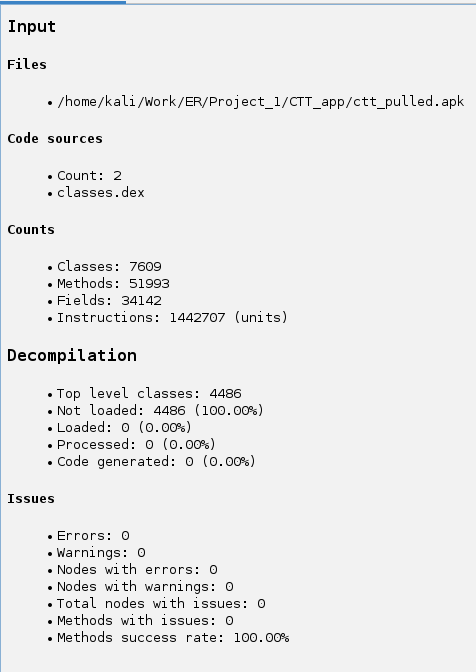 Input
Files
• /home/kali/Work/ER/Project_1/CTT_app/ctt_pulled.apk
Code sources
• Count: 2
• classes.dex
Counts
• Classes: 7609
• Methods: 51993
• Fields: 34142
• Instructions: 1442707 (units)
Decompilation
• Top level classes: 4486
• Not loaded: 4486 (100.00%)
• Loaded: 0 (0.00%)
• Processed: 0 (0.00%)
• Code generated: 0 (0.00%)
Issues
• Errors: 0
• Warnings: 0
• Nodes with errors: 0
• Nodes with warnings: 0
• Total nodes with issues: 0
• Methods with issues: 0
• Methods success rate: 100.00%